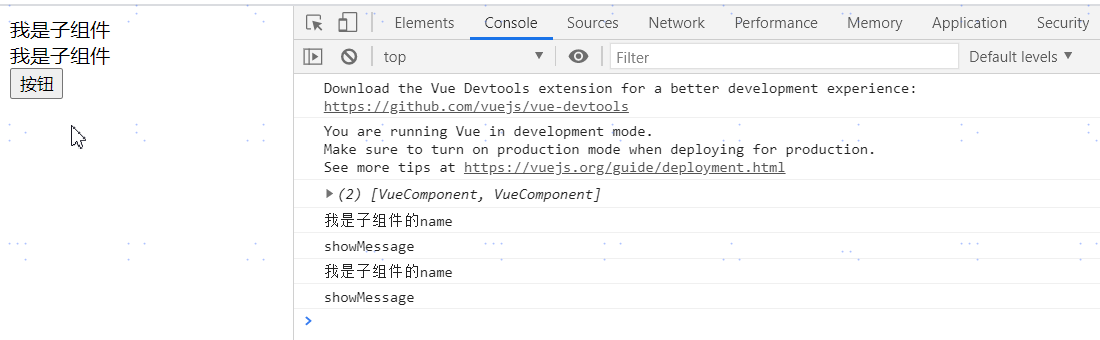 我是子组件
我是子组件
按钮
Elements Console Sources Network Performance Memory Application Security
top Filter Default levels ▼
Download the Vue Devtools extension for a better development experience:
https://github.com/vuejs/vue-devtools
You are running Vue in development mode.
Make sure to turn on production mode when deploying for production.
See more tips at https://vuejs.org/guide/deployment.html
(2) [VueComponent, VueComponent]
我是子组件的name
showMessage
我是子组件的name
showMessage